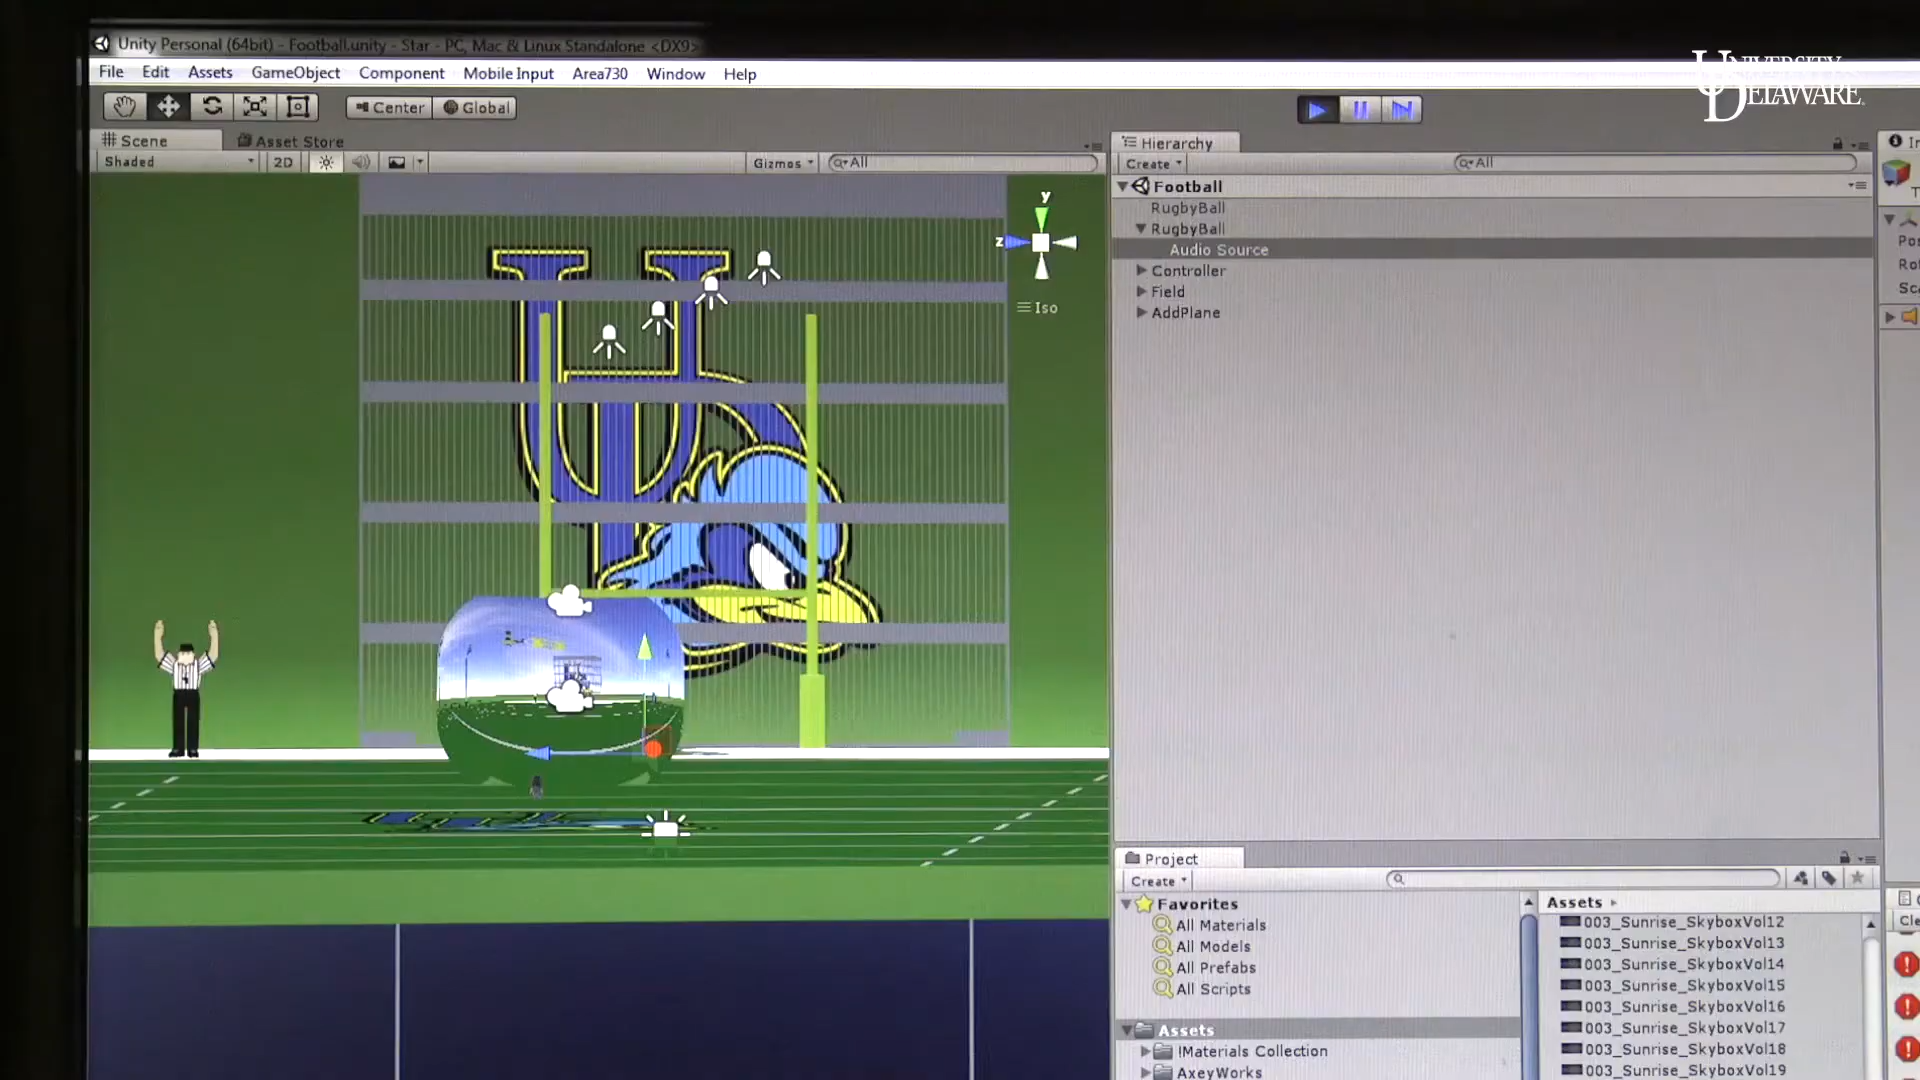 Unity Personal (64bit) - Football.unity - Star - PC, Mac & Linux Standalone <DX9>
UNIVERSITY OF DELAWARE.
File Edit Assets GameObject Component Mobile Input Area730 Window Help
Center Global
Scene Asset Store
Shaded 2D Gizmos All
y
z
Iso
UD
Hierarchy
Create All
Football
RugbyBall
RugbyBall
Audio Source
Controller
Field
AddPlane
Project
Create
Favorites
All Materials
All Models
All Prefabs
All Scripts
Assets
!Materials Collection
AxeyWorks
Assets
003_Sunrise_SkyboxVol12
003_Sunrise_SkyboxVol13
003_Sunrise_SkyboxVol14
003_Sunrise_SkyboxVol15
003_Sunrise_SkyboxVol16
003_Sunrise_SkyboxVol17
003_Sunrise_SkyboxVol18
003_Sunrise_SkyboxVol19